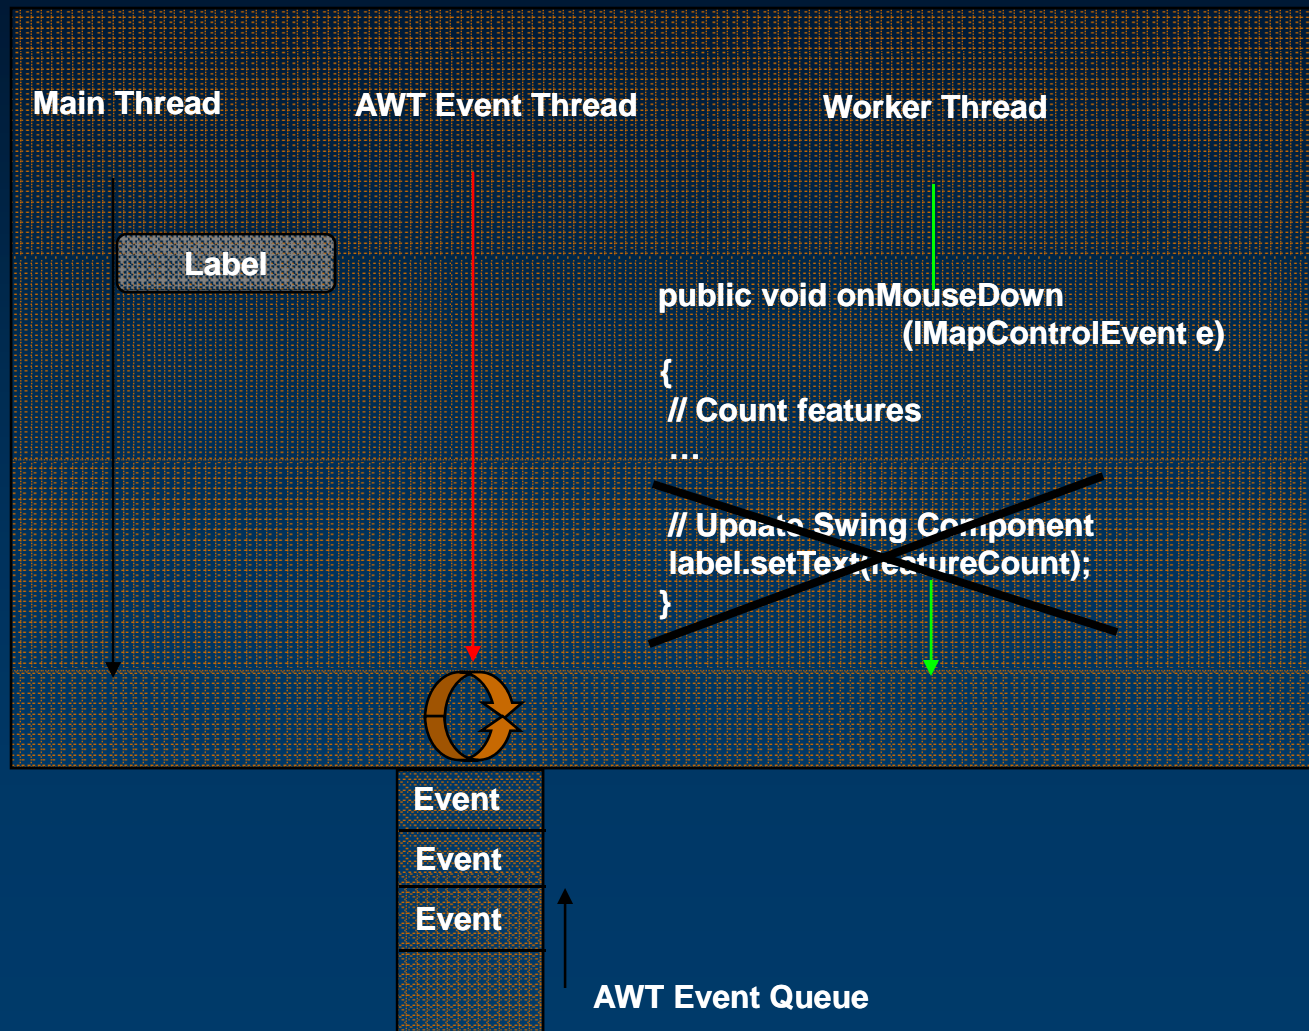 Main Thread
AWT Event Thread
Worker Thread
Label
public void onMouseDown
(IMapControlEvent e)
{
// Count features
…
// Update Swing Component
label.setText(featureCount);
}
Event
Event
Event
AWT Event Queue